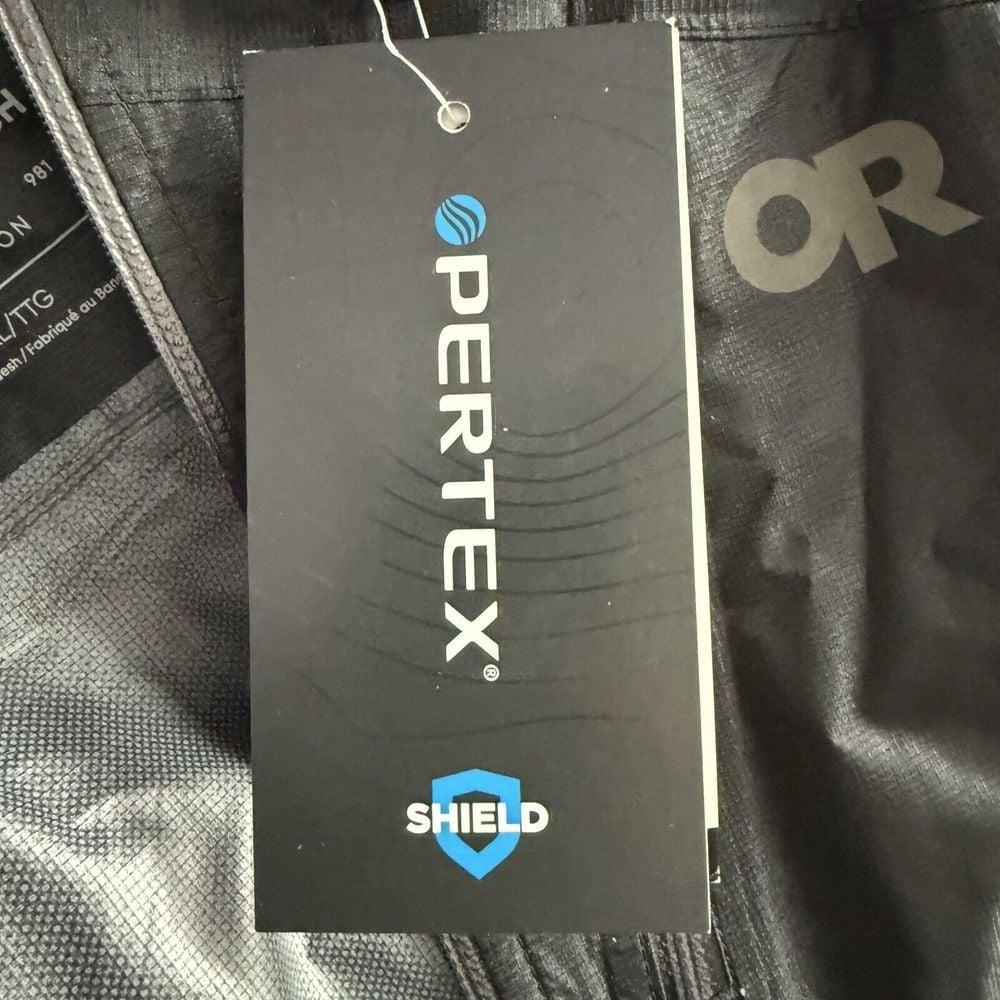 981
ON
L/TTG
esh/Fabriqué au Ban
PERTEX®
SHIELD
OR